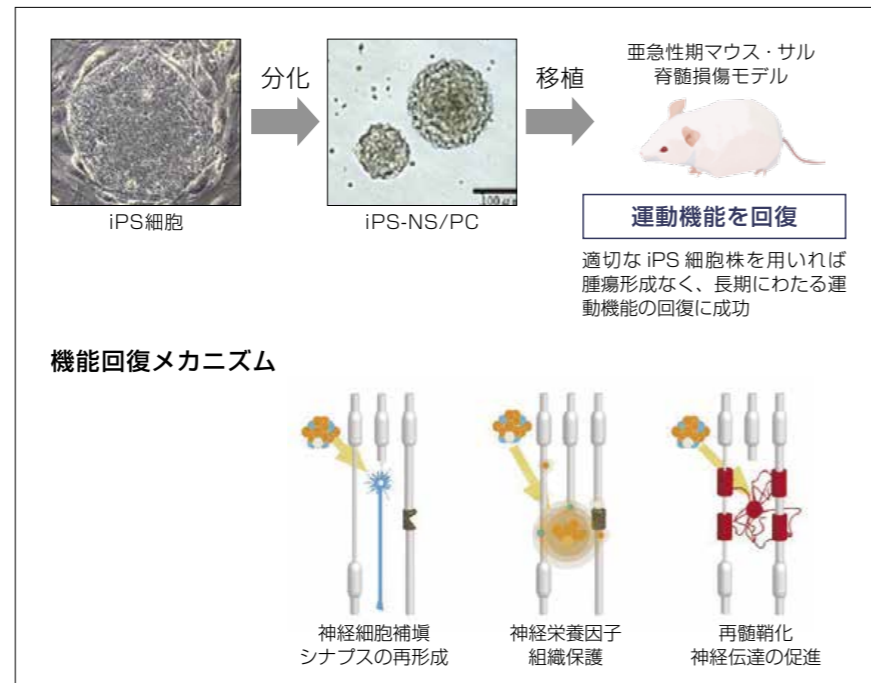 分化
移植
亜急性期マウス・サル
脊髄損傷モデル
100μm
iPS細胞
iPS-NS/PC
運動機能を回復
適切な iPS 細胞株を用いれば
腫瘍形成なく、長期にわたる運
動機能の回復に成功
機能回復メカニズム
神経細胞補塡
シナプスの再形成
神経栄養因子
組織保護
再髄鞘化
神経伝達の促進